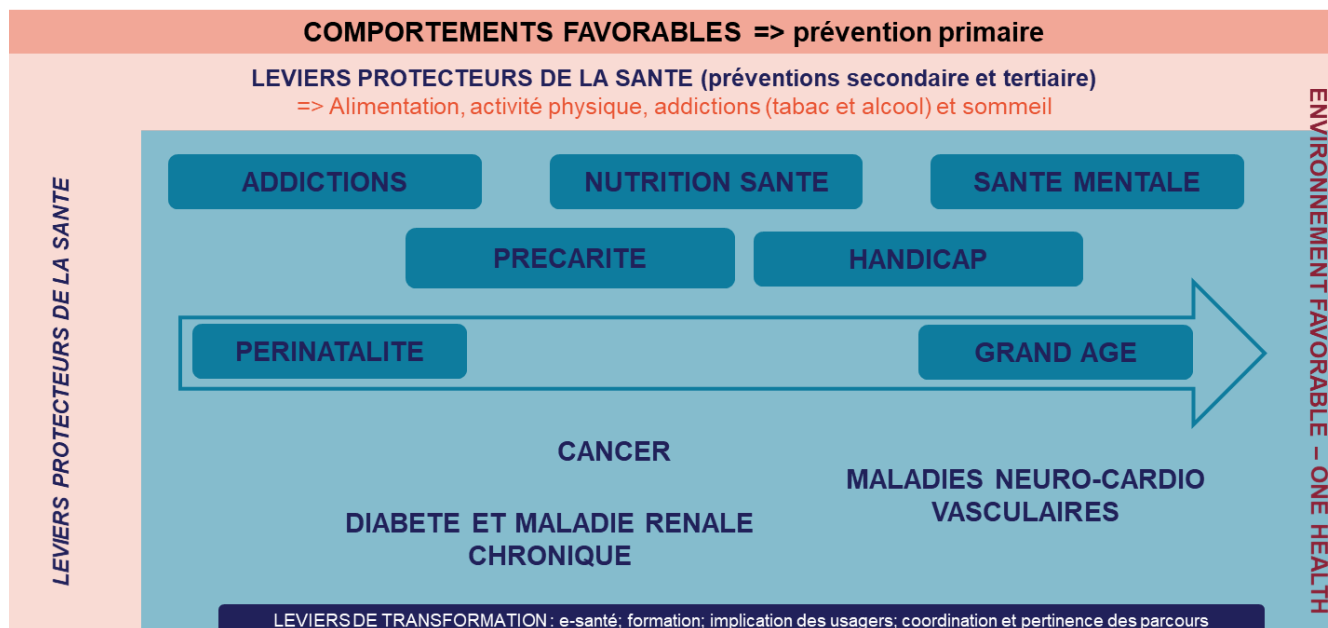 COMPORTEMENTS FAVORABLES => prévention primaire
LEVIERS PROTECTEURS DE LA SANTE (préventions secondaire et tertiaire)
=> Alimentation, activité physique, addictions (tabac et alcool) et sommeil
LEVIERS PROTECTEURS DE LA SANTE
ADDICTIONS
NUTRITION SANTE
SANTE MENTALE
PRECARITE
HANDICAP
PERINATALITE
GRAND AGE
CANCER
MALADIES NEURO-CARDIO
VASCULAIRES
DIABETE ET MALADIE RENALE
CHRONIQUE
ENVIRONNEMENT FAVORABLE – ONE HEALTH
LEVIERS DE TRANSFORMATION : e-santé; formation; implication des usagers; coordination et pertinence des parcours